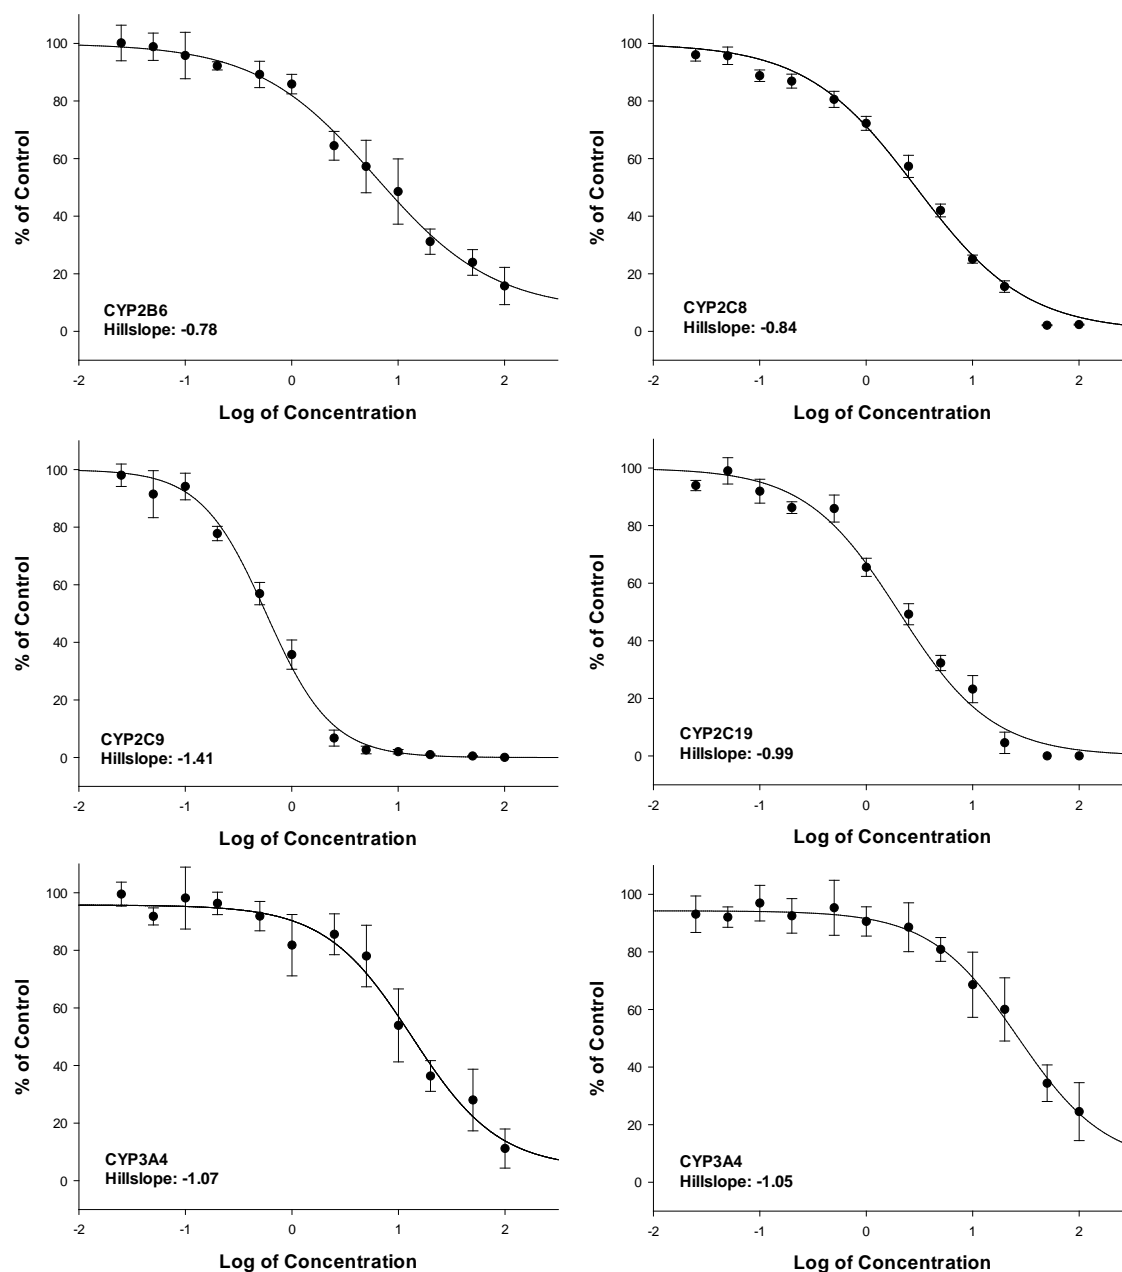 100
80
60
40
20
0
% of Control
CYP2B6
Hillslope: -0.78
-2 -1 0 1 2
Log of Concentration
100
80
60
40
20
0
% of Control
CYP2C8
Hillslope: -0.84
-2 -1 0 1 2
Log of Concentration
100
80
60
40
20
0
% of Control
CYP2C9
Hillslope: -1.41
-2 -1 0 1 2
Log of Concentration
100
80
60
40
20
0
% of Control
CYP2C19
Hillslope: -0.99
-2 -1 0 1 2
Log of Concentration
100
80
60
40
20
0
% of Control
CYP3A4
Hillslope: -1.07
-2 -1 0 1 2
Log of Concentration
100
80
60
40
20
0
% of Control
CYP3A4
Hillslope: -1.05
-2 -1 0 1 2
Log of Concentration